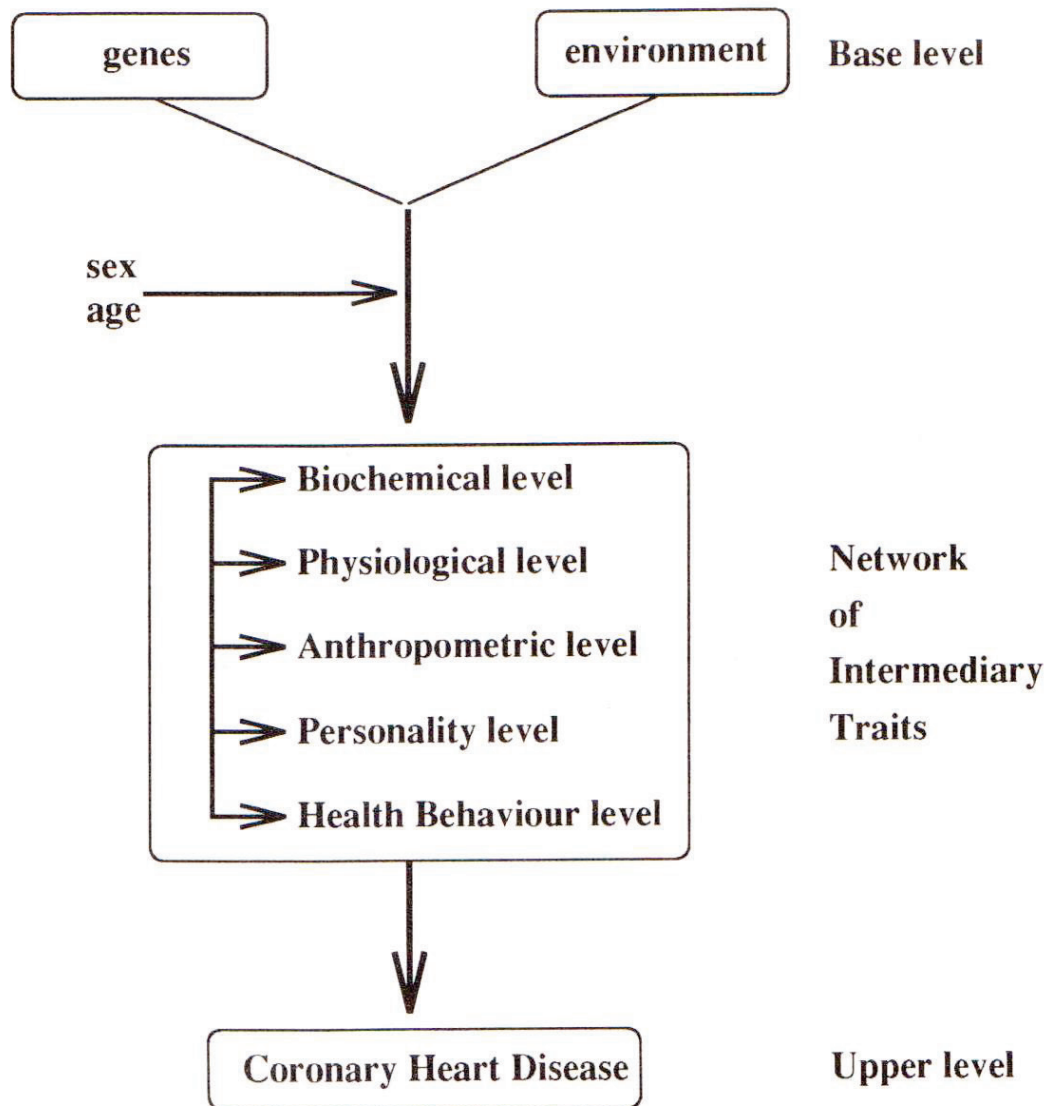 genes
environment
Base level
sex
age
Biochemical level
Physiological level
Anthropometric level
Personality level
Health Behaviour level
Network
of
Intermediary
Traits
Coronary Heart Disease
Upper level